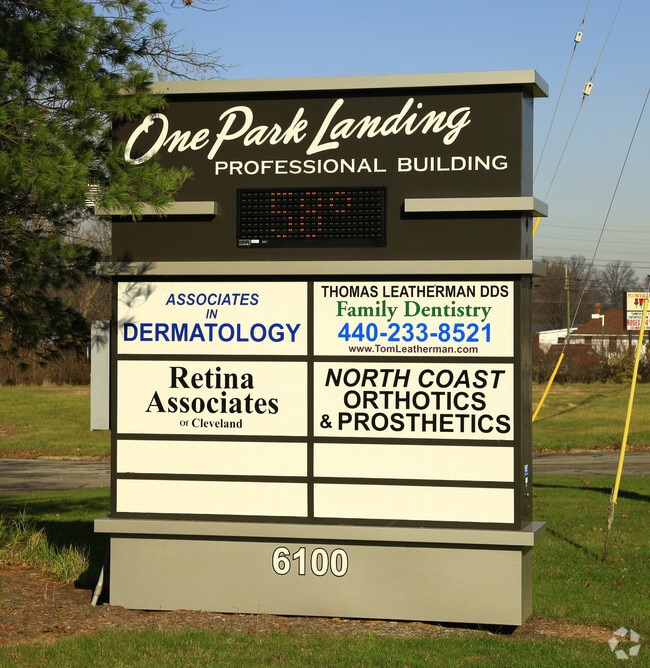 One Park Landing
PROFESSIONAL BUILDING
ASSOCIATES
IN
DERMATOLOGY
THOMAS LEATHERMAN DDS
Family Dentistry
440-233-8521
www.TomLeatherman.com
Retina
Associates
Of Cleveland
NORTH COAST
ORTHOTICS
& PROSTHETICS
6100